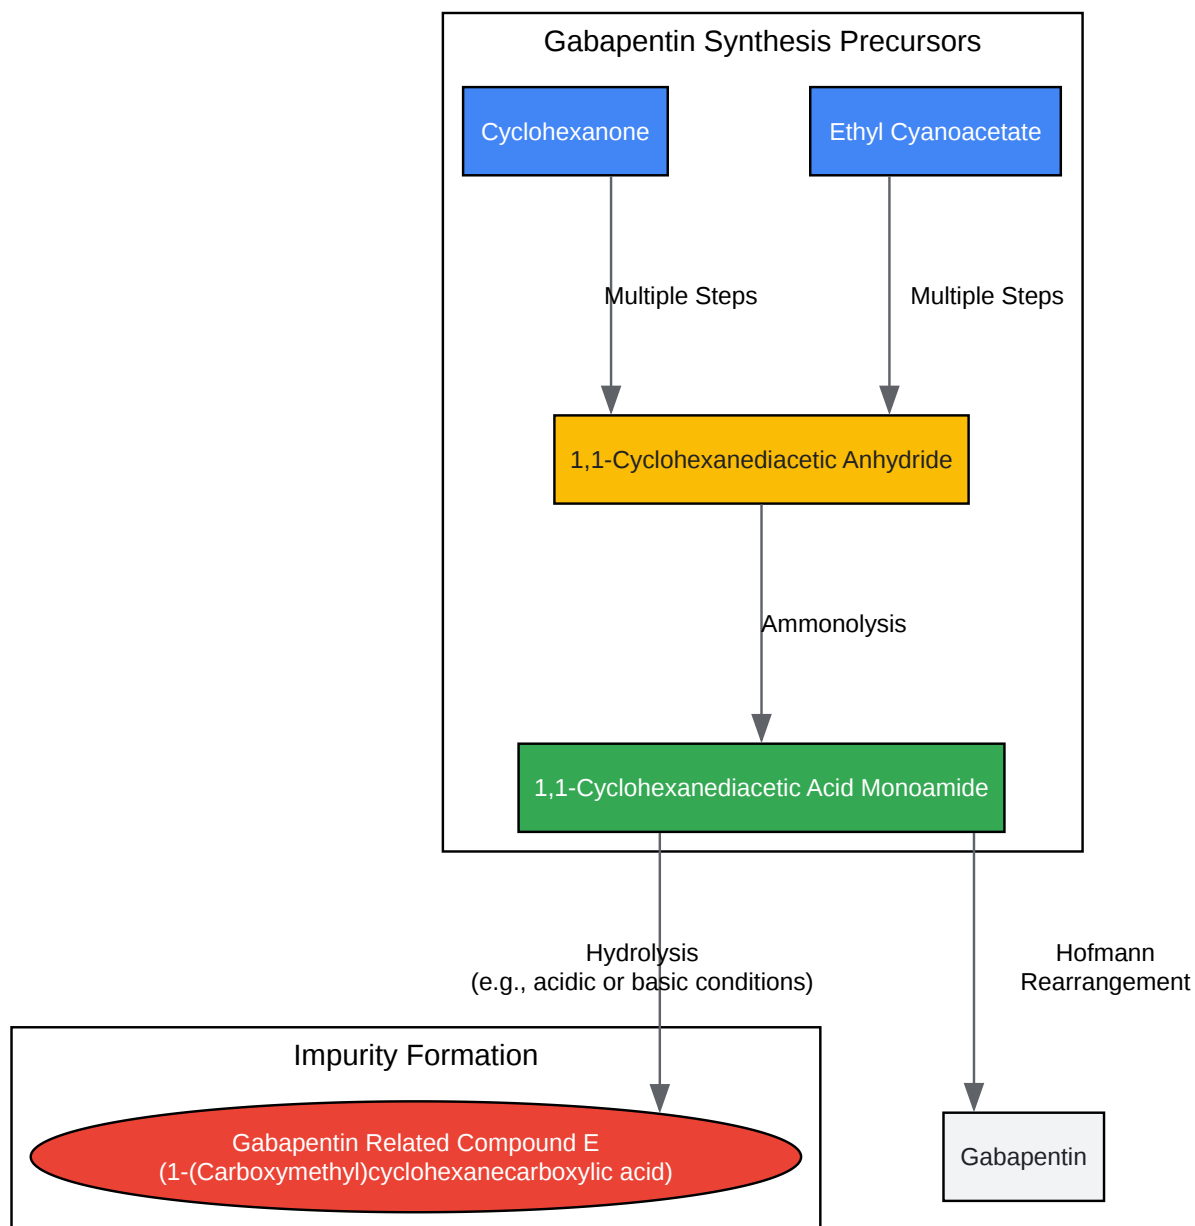 Gabapentin Synthesis Precursors
Cyclohexanone
Ethyl Cyanoacetate
Multiple Steps
Multiple Steps
1,1-Cyclohexanediacetic Anhydride
Ammonolysis
1,1-Cyclohexanediacetic Acid Monoamide
Hydrolysis
(e.g., acidic or basic conditions)
Hofmann
Rearrangement
Impurity Formation
Gabapentin Related Compound E
(1-(Carboxymethyl)cyclohexanecarboxylic acid)
Gabapentin